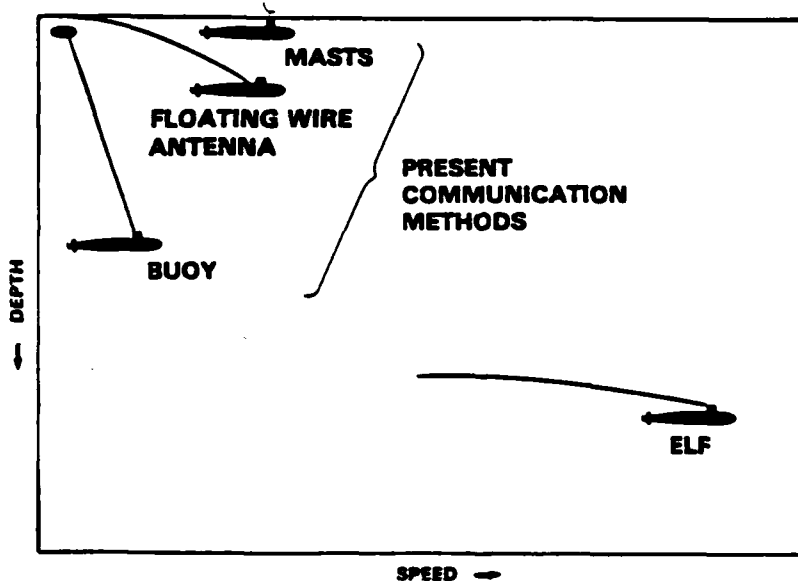 MASTS
FLOATING WIRE
ANTENNA
PRESENT
COMMUNICATION
METHODS
BUOY
← DEPTH
ELF
SPEED →